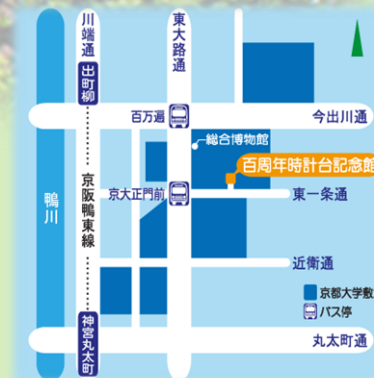 川端通
東大路通
出町柳
百万遍
今出川通
総合博物館
百周年時計台記念館
京大正門前
東一条通
京阪鴨東線
鴨川
近衛通
京都大学敷
バス停
神宮丸太町
丸太町通